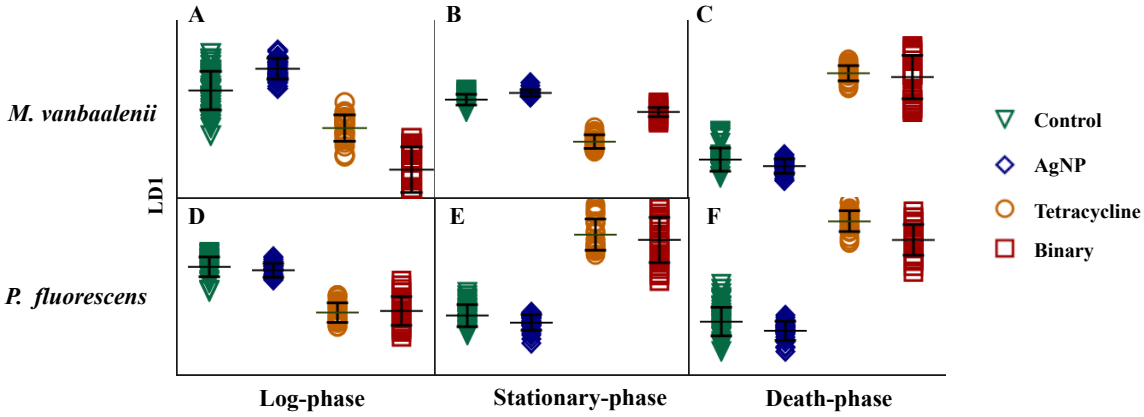 A
B
C
M. vanbaalenii
Control
AgNP
Tetracycline
Binary
LD1
D
E
F
P. fluorescens
Log-phase
Stationary-phase
Death-phase